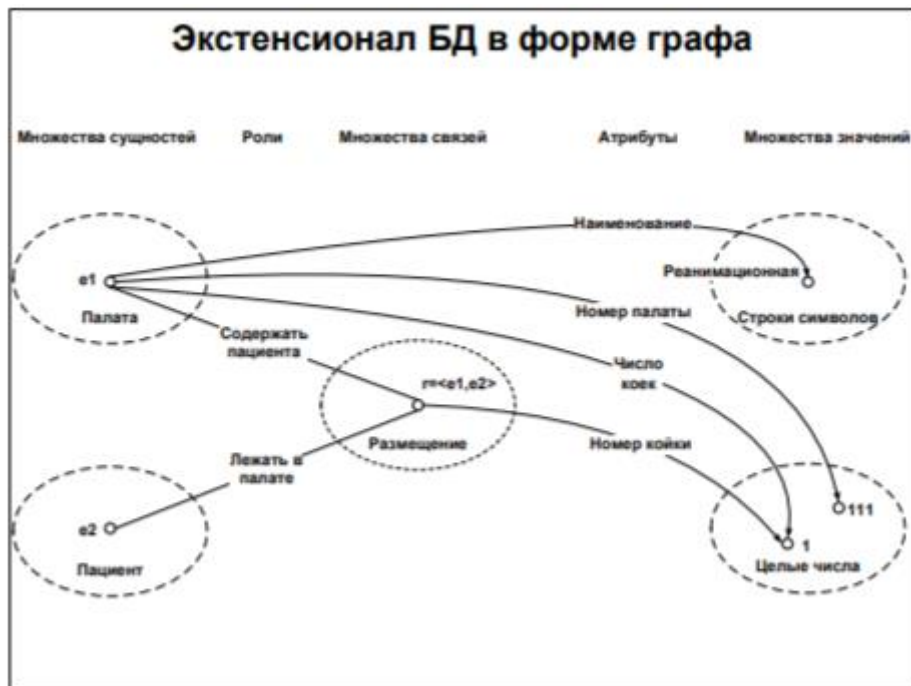 Экстенсионал БД в форме графа
Множества сущностей Роли Множества связей Атрибуты Множества значений
Наименование
e1
Реанимационная
Палата
Номер палаты
Строки символов
Содержать
пациента
Число
коек
r=<e1,e2>
Размещение
Номер койки
Лежать в
палате
111
e2
1
Пациент
Целые числа